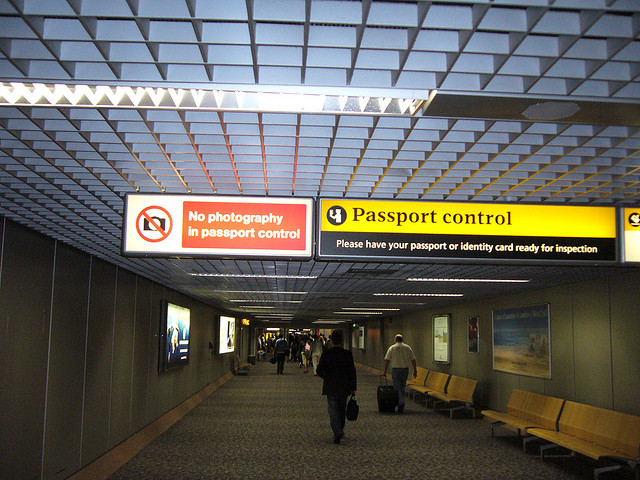 No photography
in passport control
Passport control
Please have your passport or identity card ready for inspection